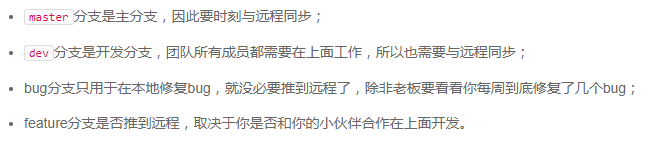 master分支是主分支，因此要时刻与远程同步；
dev分支是开发分支，团队所有成员都需要在上面工作，所以也需要与远程同步；
bug分支只用于在本地修复bug，就没必要推到远程了，除非老板要看看你每周到底修复了几个bug；
feature分支是否推到远程，取决于你是否和你的小伙伴合作在上面开发。